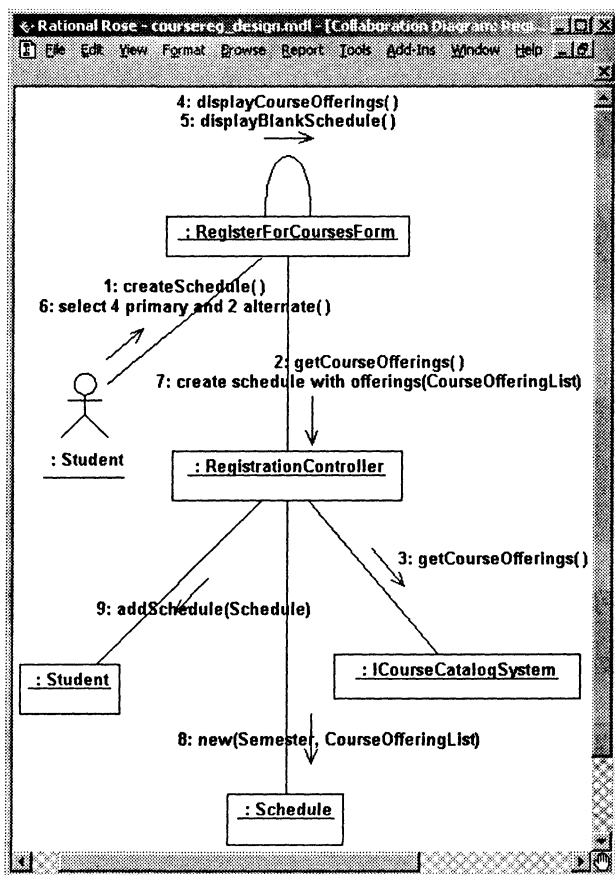 Rational Rose - coursereg_design.mdl - [Collaboration Diagram: Regi...
File Edit View Format Browse Report Tools Add-Ins Window Help
4: displayCourseOfferings( )
5: displayBlankSchedule( )
: RegisterForCoursesForm
1: createSchedule( )
6: select 4 primary and 2 alternate( )
2: getCourseOfferings( )
7: create schedule with offerings(CourseOfferingList)
: Student
: RegistrationController
3: getCourseOfferings( )
9: addSchedule(Schedule)
: Student
: ICourseCatalogSystem
8: new(Semester, CourseOfferingList)
: Schedule